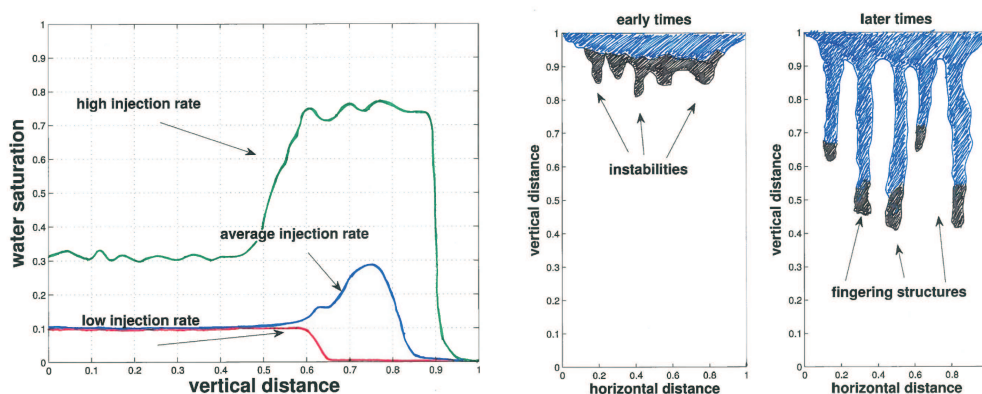 1
0.9
0.8
0.7
0.6
0.5
0.4
0.3
0.2
0.1
0
water saturation
high injection rate
average injection rate
low injection rate
0 0.1 0.2 0.3 0.4 0.5 0.6 0.7 0.8 0.9 1
vertical distance
early times
1
0.9
0.8
0.7
0.6
0.5
0.4
0.3
0.2
0.1
0
vertical distance
instabilities
0 0.2 0.4 0.6 0.8 1
horizontal distance
later times
1
0.9
0.8
0.7
0.6
0.5
0.4
0.3
0.2
0.1
0
vertical distance
fingering structures
0 0.2 0.4 0.6 0.8
horizontal distance